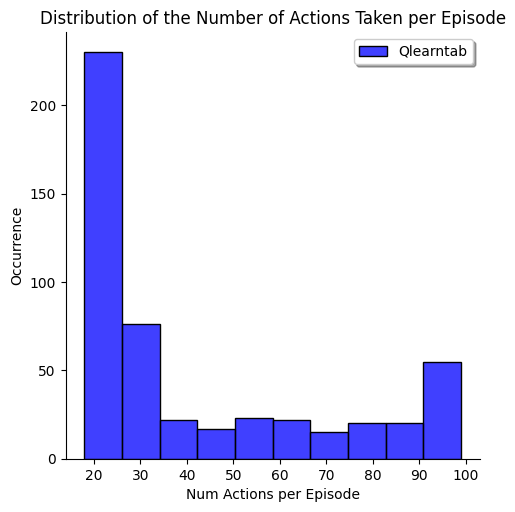 Distribution of the Number of Actions Taken per Episode
Qlearntab
Occurrence
200
150
100
50
0
20 30 40 50 60 70 80 90 100
Num Actions per Episode